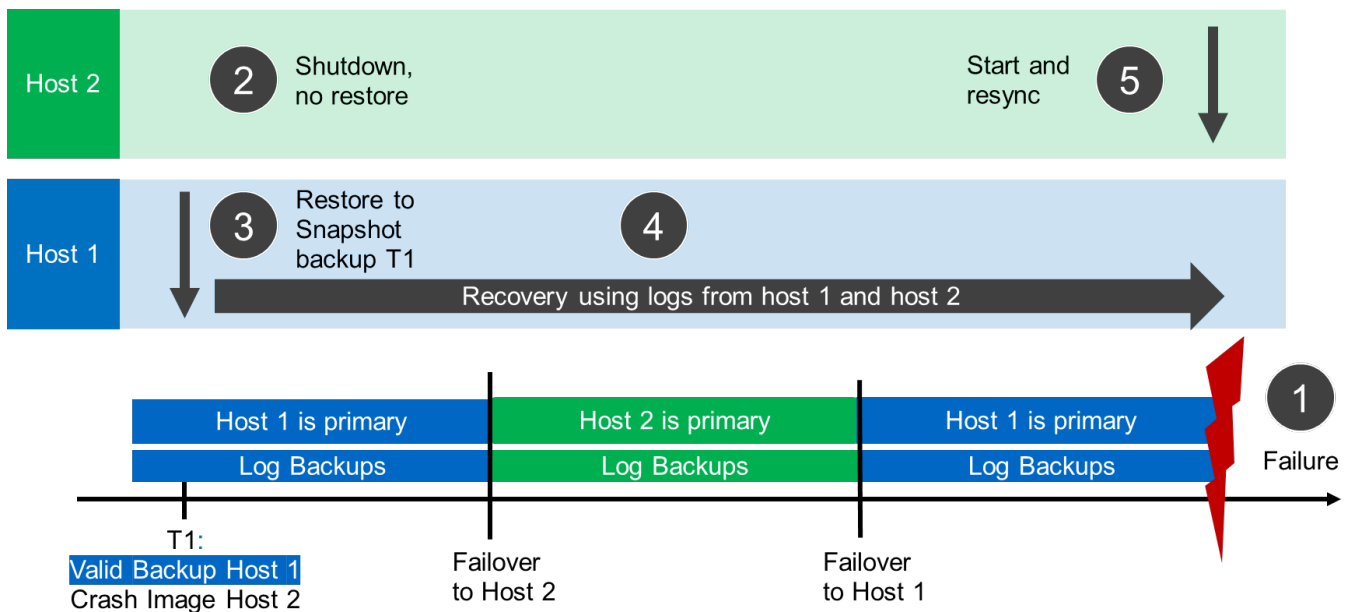 Host 2
2
Shutdown,
no restore
Start and
resync
5
Host 1
3
Restore to
Snapshot
backup T1
4
Recovery using logs from host 1 and host 2
Host 1 is primary
Host 2 is primary
Host 1 is primary
1
Log Backups
Log Backups
Log Backups
Failure
T1:
Valid Backup Host 1
Crash Image Host 2
Failover
to Host 2
Failover
to Host 1